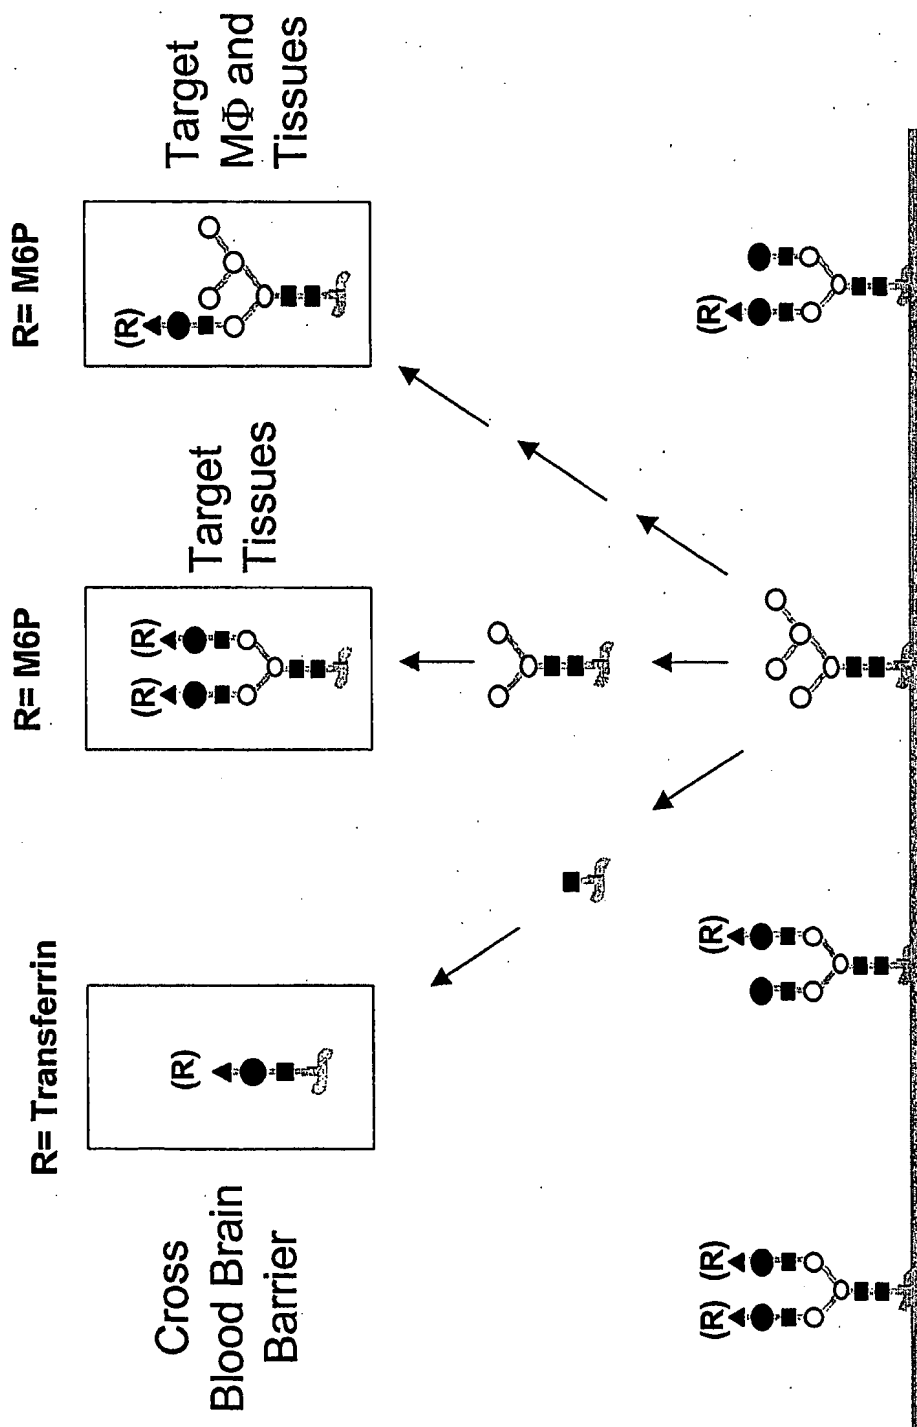 R= Transferrin
R= M6P
R= M6P
Cross
Blood Brain
Barrier
(R)
(R) (R)
Target
Tissues
(R)
Target
MΦ and
Tissues
(R) (R)
(R)
(R)